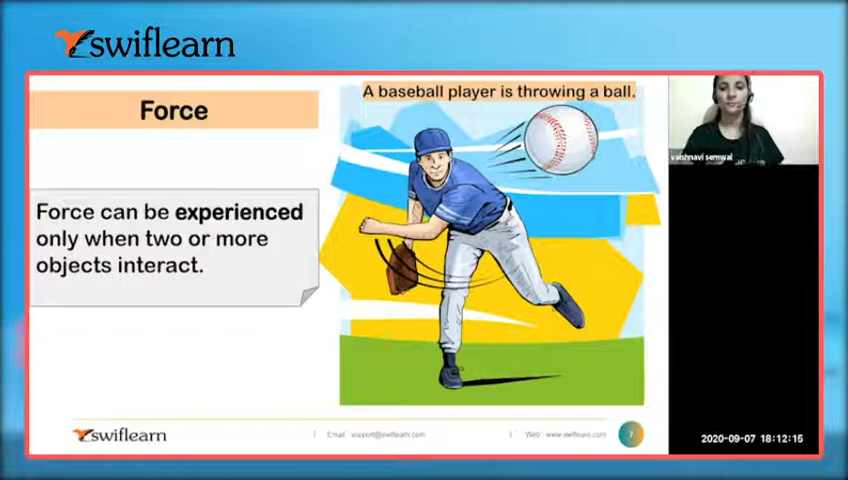 swiflearn
A baseball player is throwing a ball.
Force
vaishnavi semwal
Force can be experienced
only when two or more
objects interact.
swiflearn
Email : support@swiflearn.com
Web : www.swiflearn.com
7
2020-09-07 18:12:15